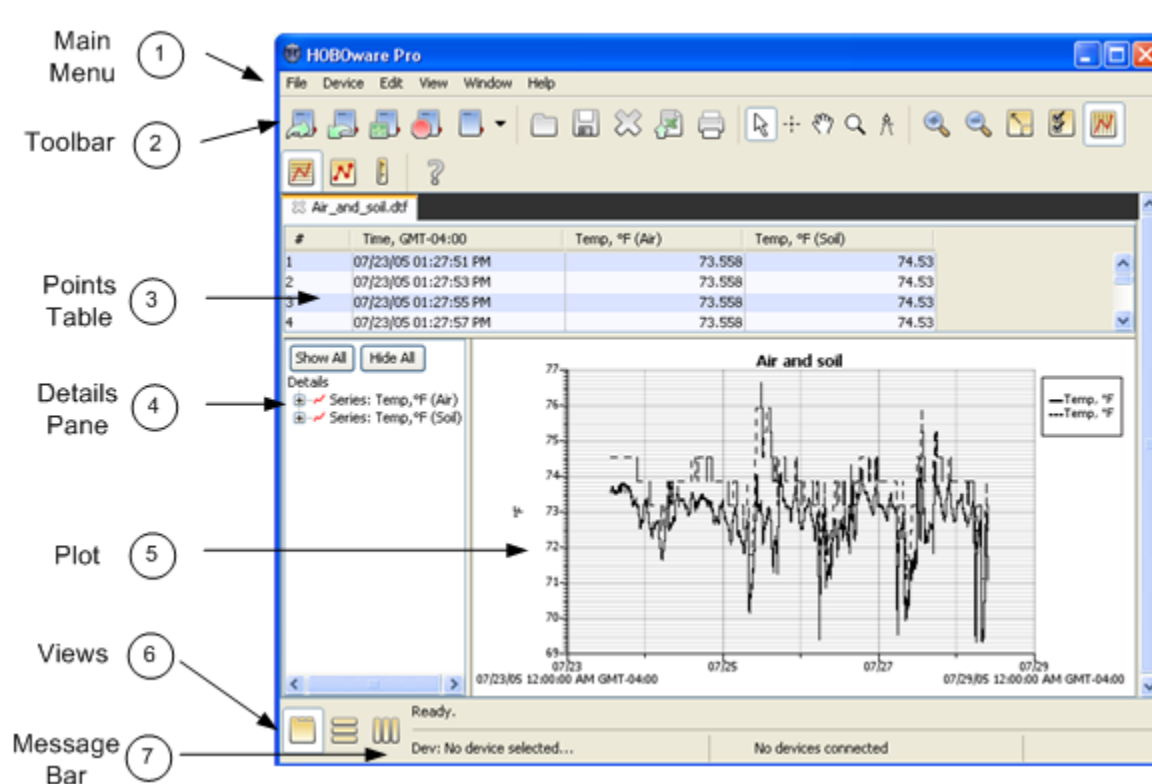 Main Menu 1
HOBOware Pro
File Device Edit View Window Help
Toolbar 2
Air_and_soil.dtf
# Time, GMT-04:00 Temp, °F (Air) Temp, °F (Soil)
1 07/23/05 01:27:51 PM 73.558 74.53
2 07/23/05 01:27:53 PM 73.558 74.53
3 07/23/05 01:27:55 PM 73.558 74.53
4 07/23/05 01:27:57 PM 73.558 74.53
Points Table 3
Show All Hide All
Details
Series: Temp,°F (Air)
Series: Temp,°F (Soil)
Details Pane 4
Air and soil
77
76
75
74
73
72
71
70
69
°F
Temp, °F
Temp, °F
07/23 07/25 07/27 07/29
07/23/05 12:00:00 AM GMT-04:00 07/29/05 12:00:00 AM GMT-04:00
Plot 5
Views 6
Ready.
Message Bar 7
Dev: No device selected... No devices connected